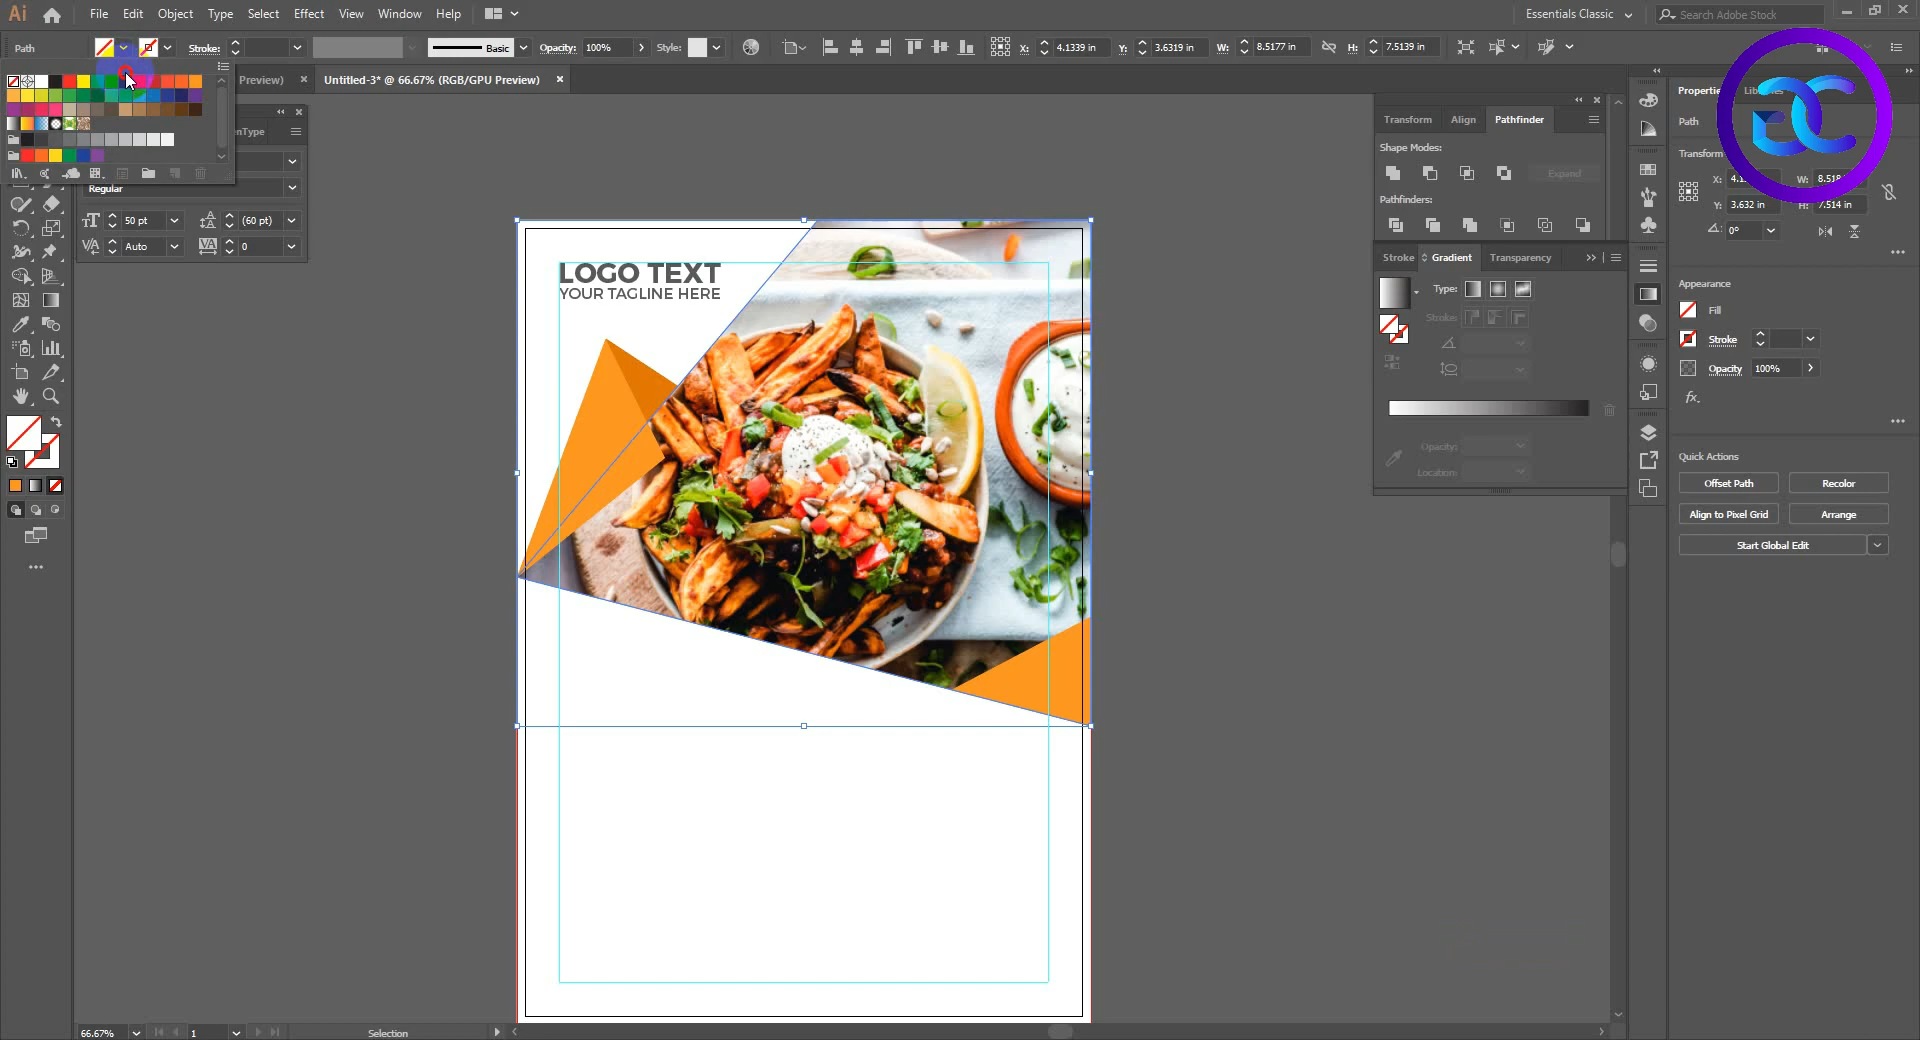 Ai File Edit Object Type Select Effect View Window Help Essentials Classic Search Adobe Stock
Path Stroke: Basic Opacity: 100% Style: X: 4.1339 in Y: 3.6319 in W: 8.5177 in H: 7.5139 in
Preview) × Untitled-3* @ 66.67% (RGB/GPU Preview) ×
enType
Regular
50 pt (60 pt)
Auto 0
LOGO TEXT
YOUR TAGLINE HERE
Transform Align Pathfinder
Shape Modes:
Expand
Pathfinders:
Stroke Gradient Transparency
Type:
Stroke:
Opacity:
Location:
Properties
Path
Transform
X: W:
Y: 3.632 in H: 7.514 in
0°
Appearance
Fill
Stroke
Opacity 100%
fx.
Quick Actions
Offset Path Recolor
Align to Pixel Grid Arrange
Start Global Edit
66.67% 1 Selection